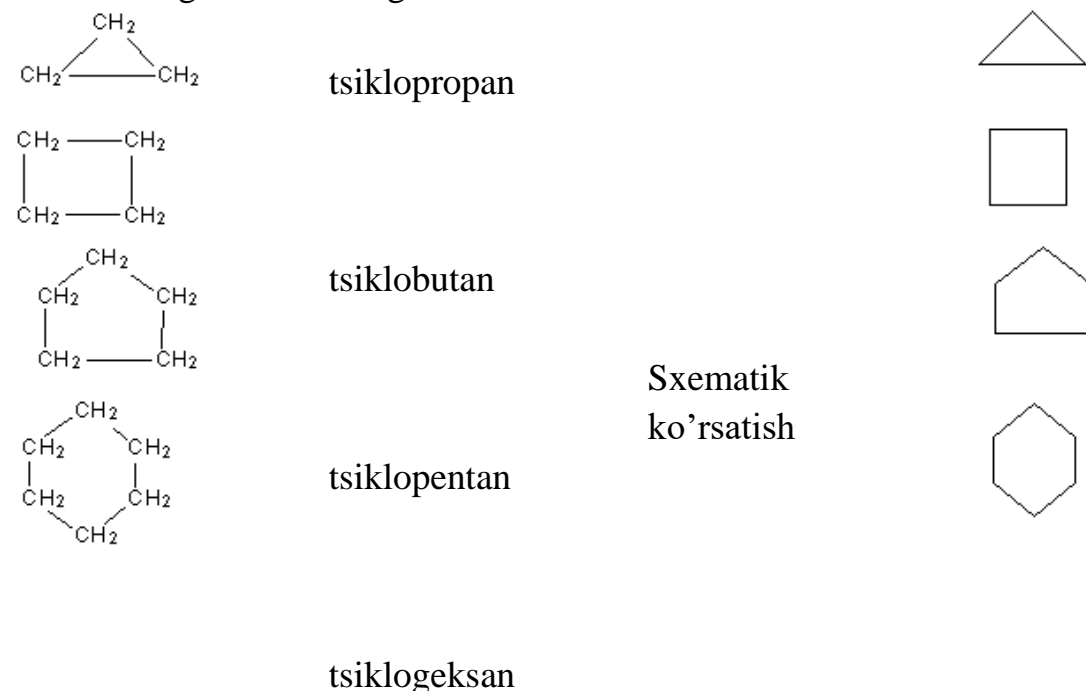 CH₂
CH₂ CH₂
tsiklopropan
CH₂ CH₂
CH₂ CH₂
CH₂
CH₂ CH₂
CH₂ CH₂
tsiklobutan
Sxematik
ko’rsatish
CH₂
CH₂ CH₂
CH₂ CH₂
CH₂
tsiklopentan
tsiklogeksan